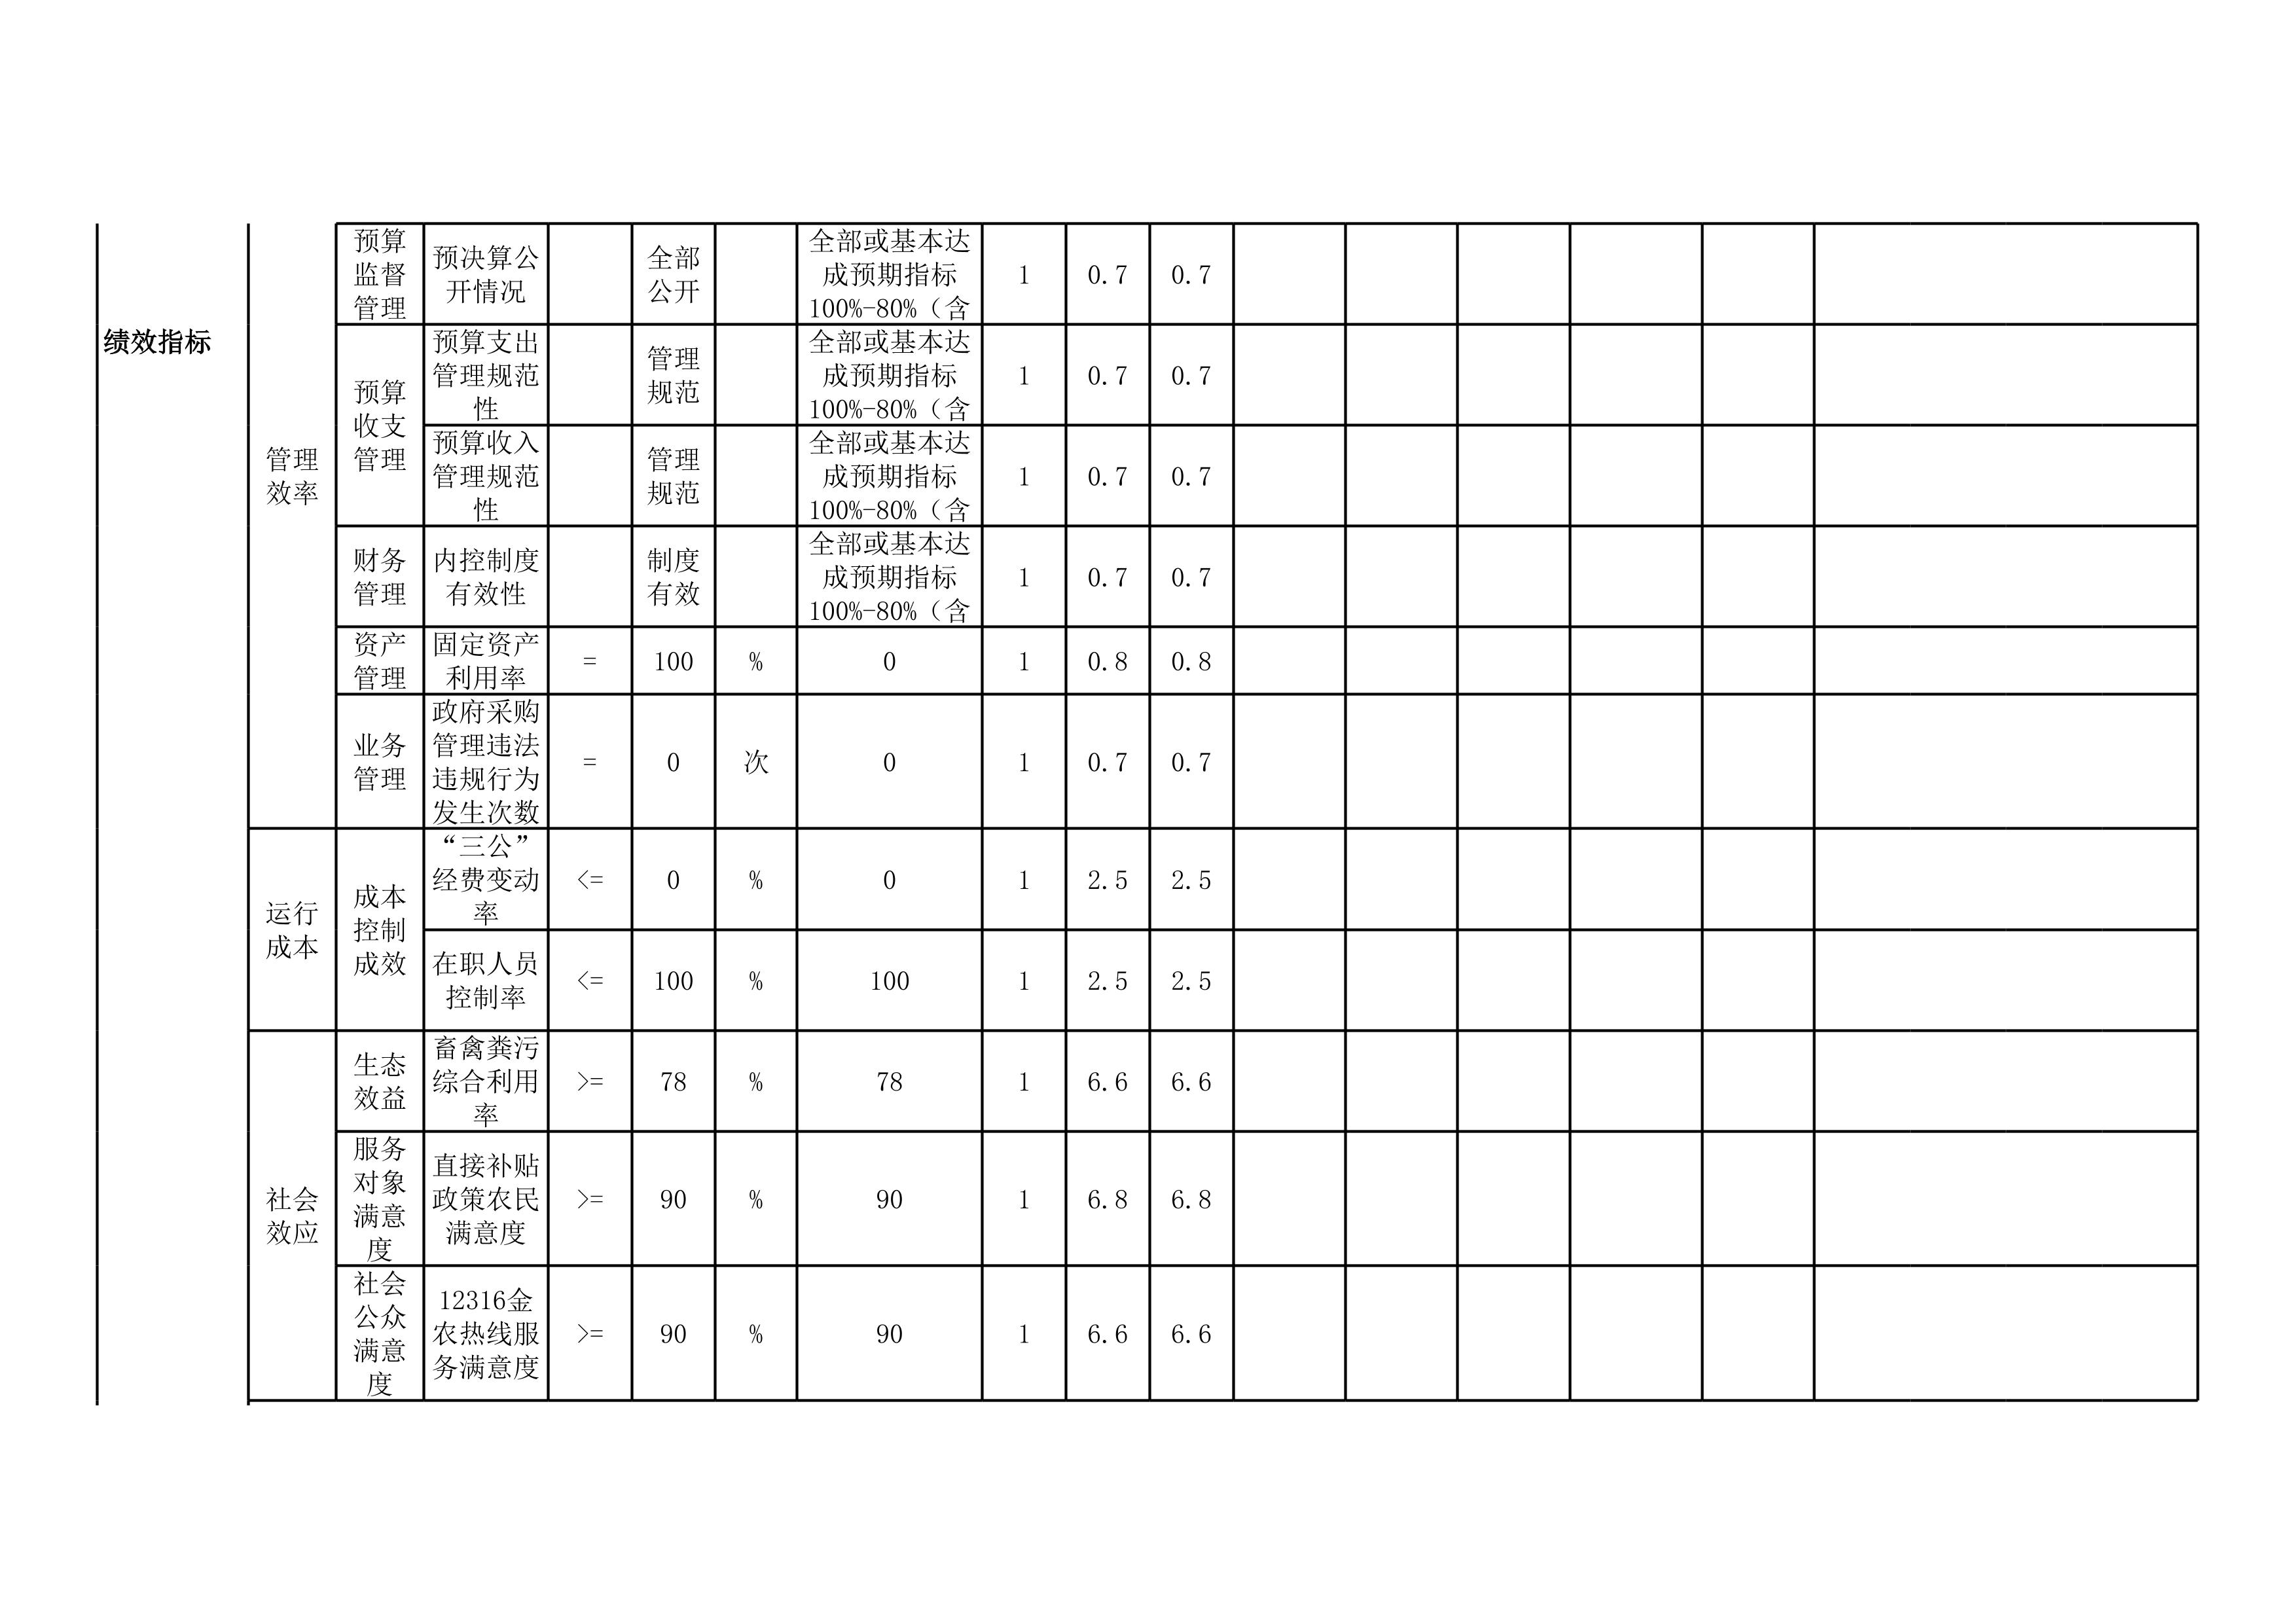 绩效指标
管理
效率
预算
监督
管理
预决算公
开情况
全部
公开
全部或基本达
成预期指标
100%-80%（含
1
0.7
0.7
预算
收支
管理
预算支出
管理规范
性
管理
规范
全部或基本达
成预期指标
100%-80%（含
1
0.7
0.7
预算收入
管理规范
性
管理
规范
全部或基本达
成预期指标
100%-80%（含
1
0.7
0.7
财务
管理
内控制度
有效性
制度
有效
全部或基本达
成预期指标
100%-80%（含
1
0.7
0.7
资产
管理
固定资产
利用率
=
100
%
0
1
0.8
0.8
业务
管理
政府采购
管理违法
违规行为
发生次数
=
0
次
0
1
0.7
0.7
运行
成本
成本
控制
成效
“三公”
经费变动
率
<=
0
%
0
1
2.5
2.5
在职人员
控制率
<=
100
%
100
1
2.5
2.5
社会
效应
生态
效益
畜禽粪污
综合利用
率
>=
78
%
78
1
6.6
6.6
服务
对象
满意
度
直接补贴
政策农民
满意度
>=
90
%
90
1
6.8
6.8
社会
公众
满意
度
12316金
农热线服
务满意度
>=
90
%
90
1
6.6
6.6